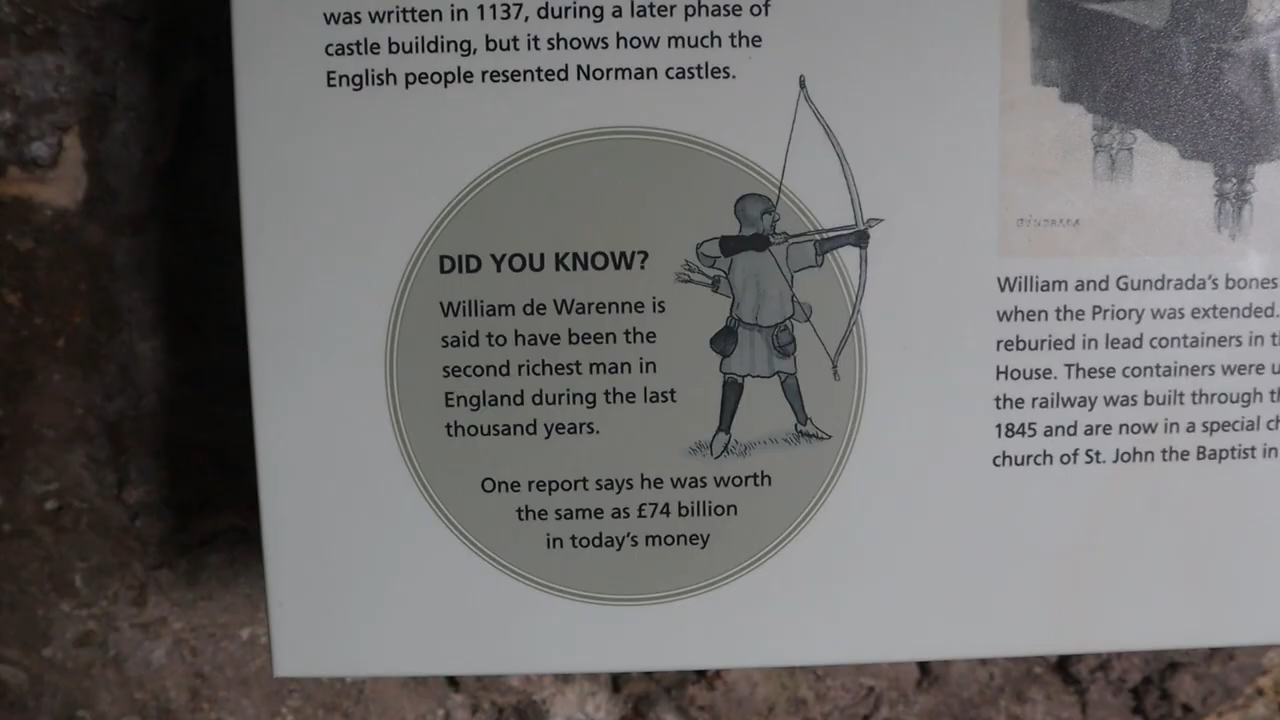 was written in 1137, during a later phase of
castle building, but it shows how much the
English people resented Norman castles.
DID YOU KNOW?
William de Warenne is
said to have been the
second richest man in
England during the last
thousand years.
One report says he was worth
the same as £74 billion
in today's money
GUNDRADA
William and Gundrada's bones
when the Priory was extended.
reburied in lead containers in
House. These containers were
the railway was built through
1845 and are now in a special
church of St. John the Baptist in